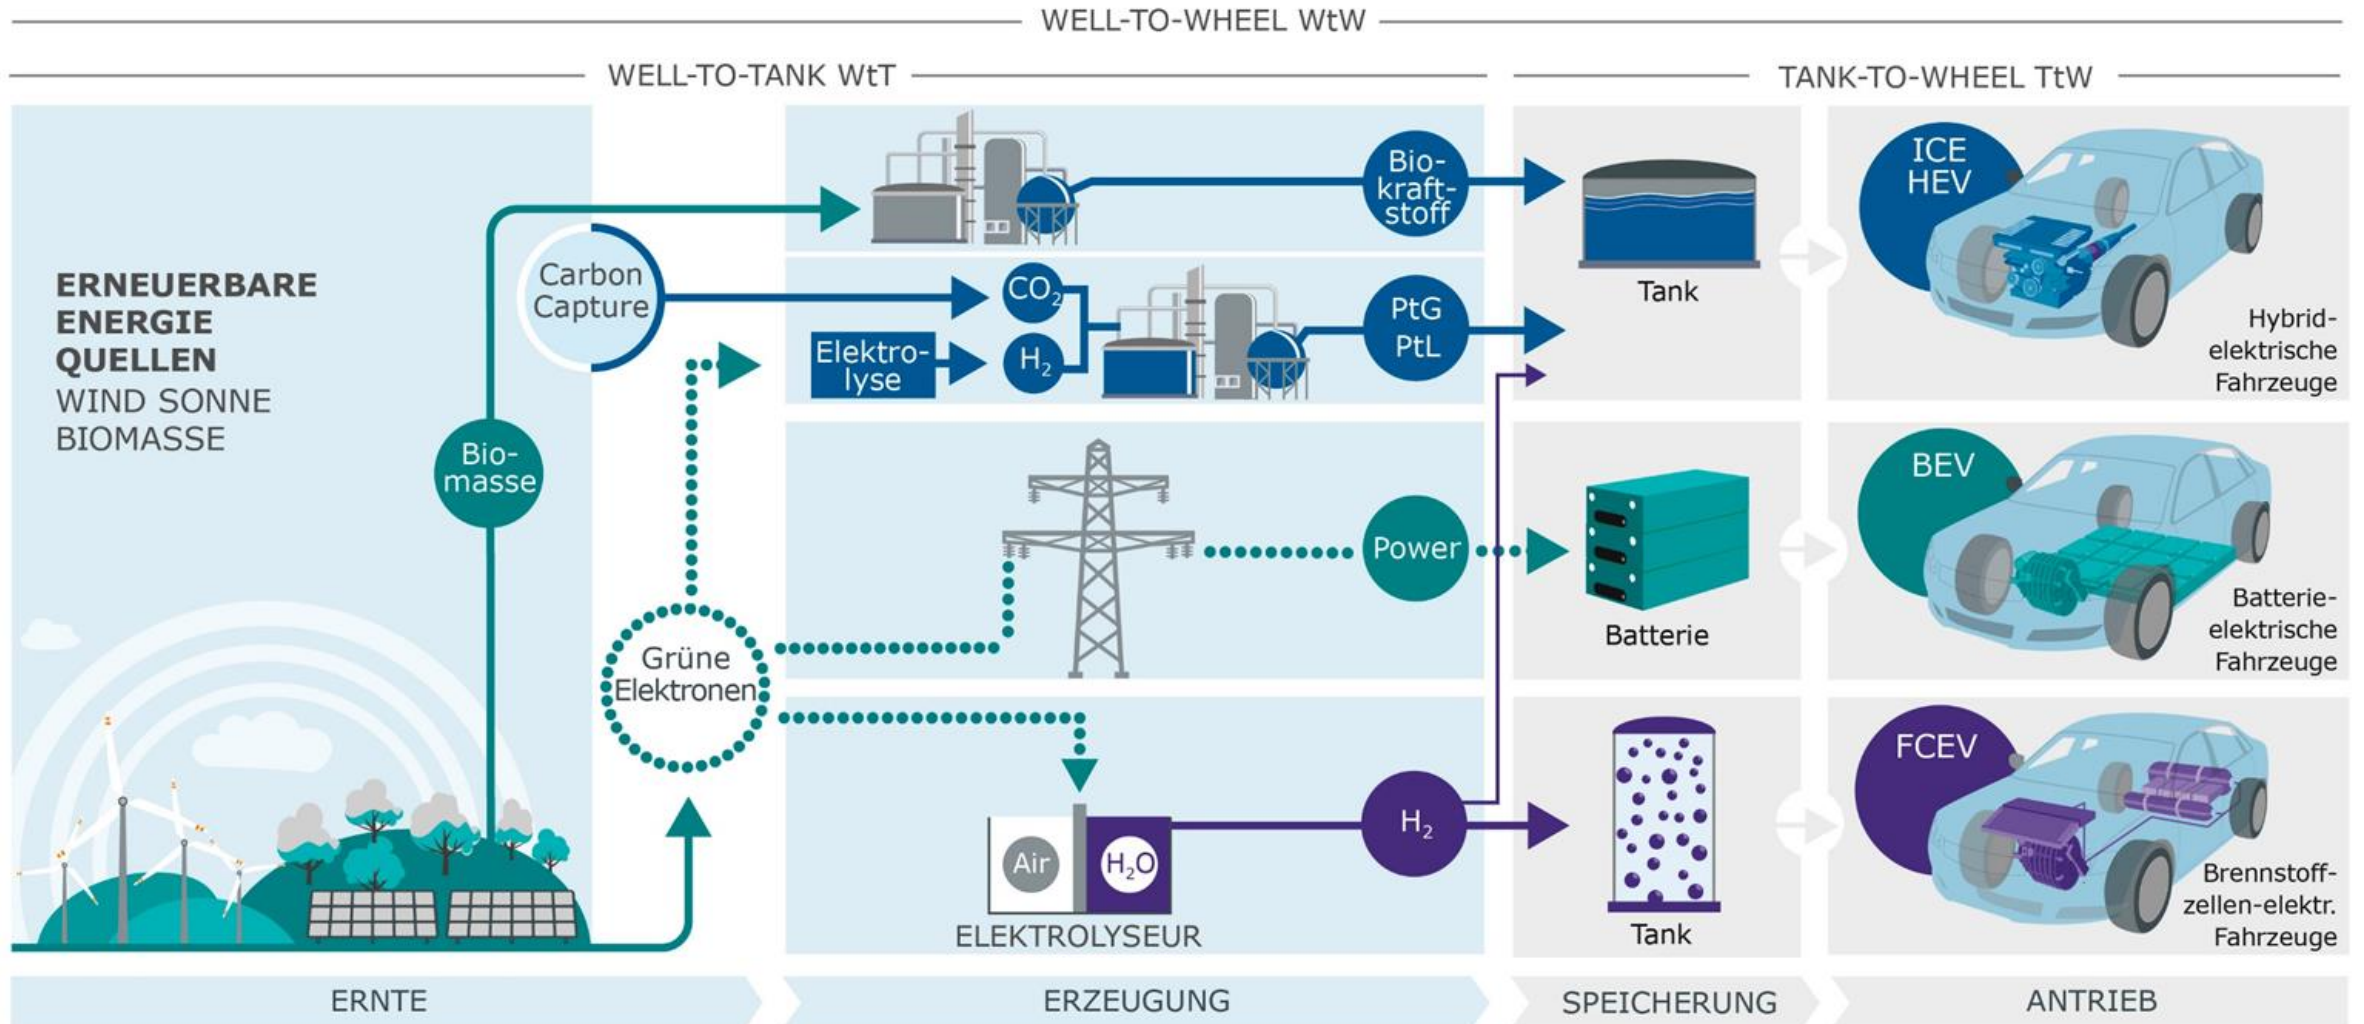 WELL-TO-WHEEL WtW
WELL-TO-TANK WtT
TANK-TO-WHEEL TtW
ERNEUERBARE
ENERGIE
QUELLEN
WIND SONNE
BIOMASSE
Bio-
masse
Carbon
Capture
Grüne
Elektronen
Bio-
kraft-
stoff
CO₂
Elektro-
lyse
H₂
PtG
PtL
Power
Air
H₂O
ELEKTROLYSEUR
H₂
Tank
Batterie
Tank
ICE
HEV
Hybrid-
elektrische
Fahrzeuge
BEV
Batterie-
elektrische
Fahrzeuge
FCEV
Brennstoff-
zellen-elektr.
Fahrzeuge
ERNTE
ERZEUGUNG
SPEICHERUNG
ANTRIEB